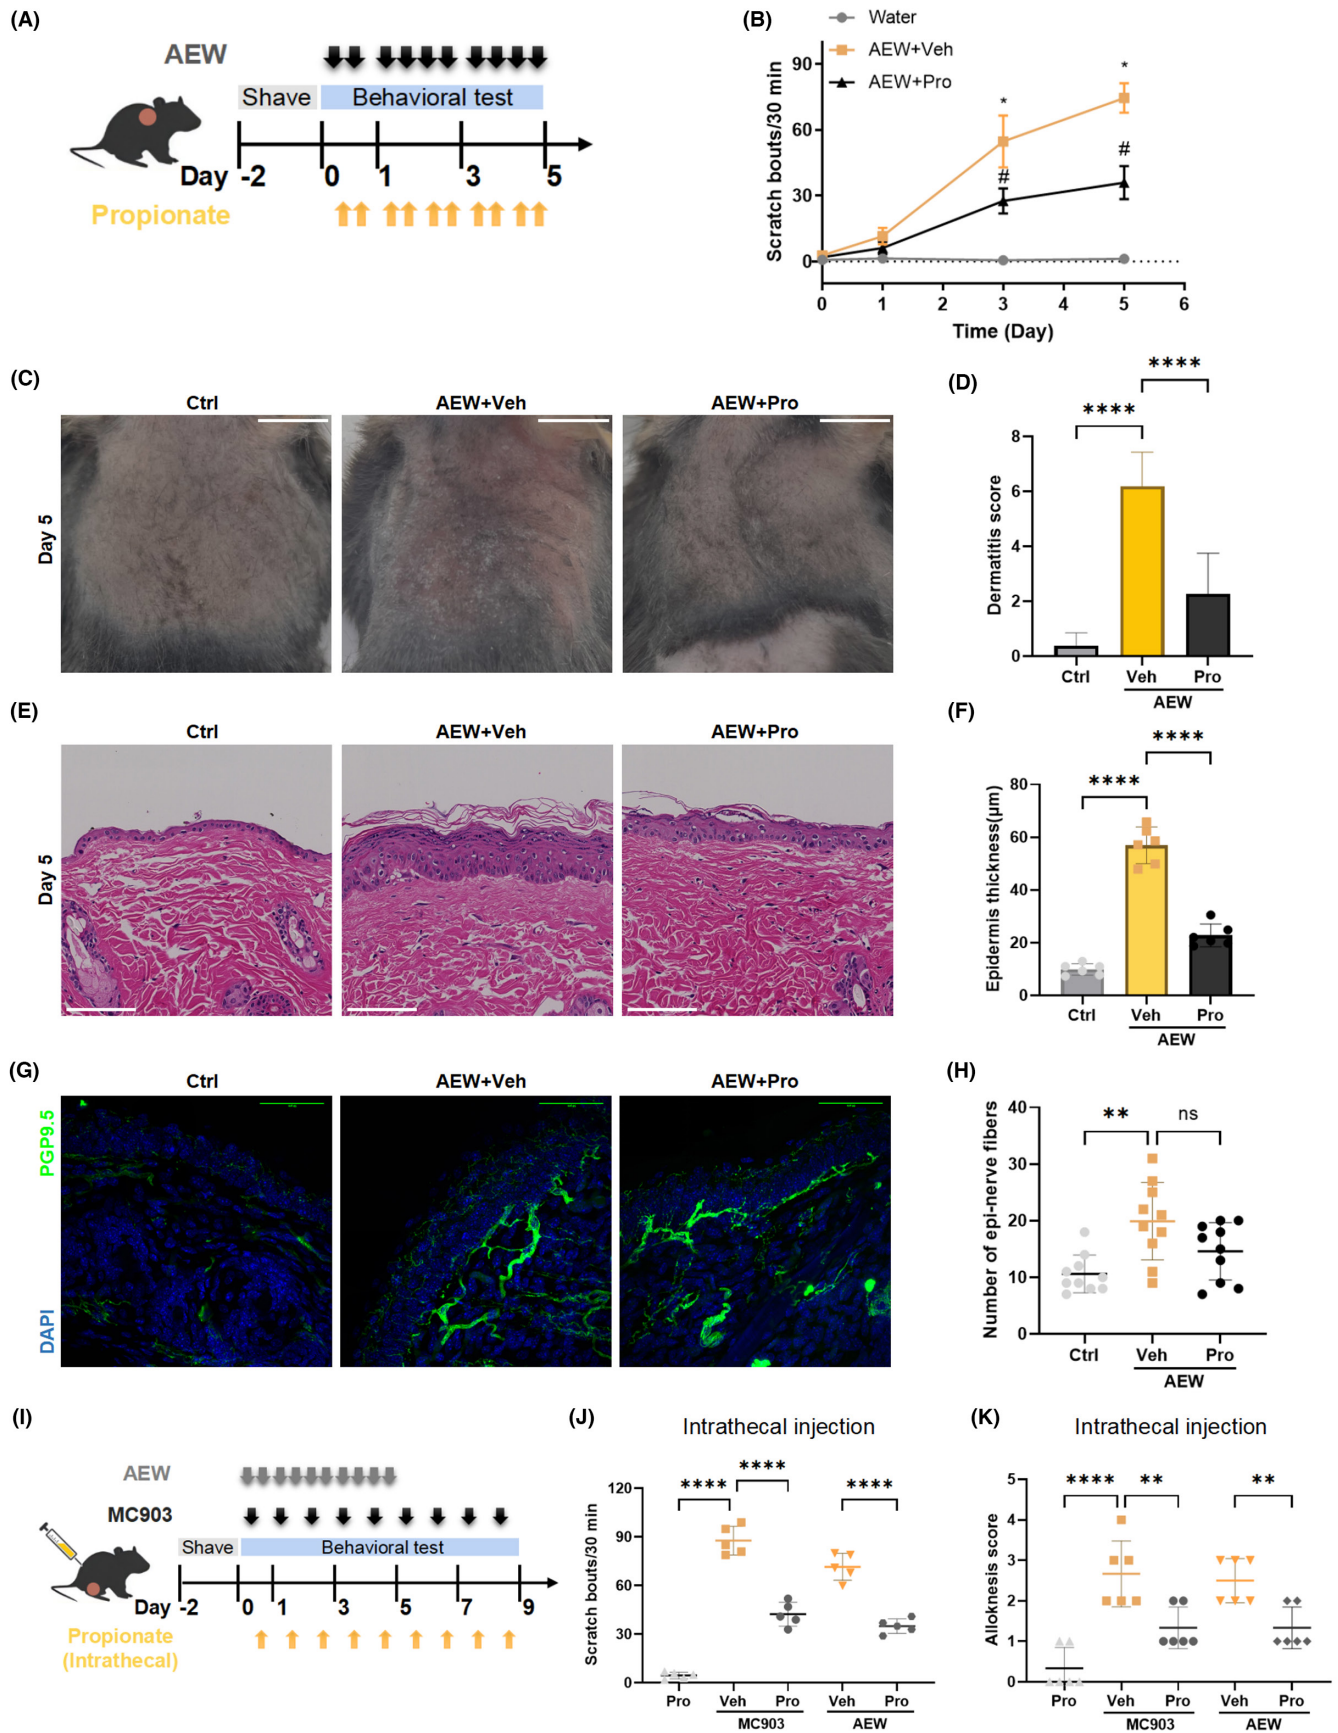 (A)
AEW
Shave
Behavioral test
Day -2 0 1 3 5
Propionate
(B)
Water
AEW+Veh
AEW+Pro
Scratch bouts/30 min
90
60
30
0
*
*
#
#
0 1 2 3 4 5 6
Time (Day)
(C)
Ctrl AEW+Veh AEW+Pro
Day 5
(D)
****
****
Dermatitis score
8
6
4
2
0
Ctrl Veh Pro
AEW
(E)
Ctrl AEW+Veh AEW+Pro
Day 5
(F)
****
****
Epidermis thickness(μm)
80
60
40
20
0
Ctrl Veh Pro
AEW
(G)
Ctrl AEW+Veh AEW+Pro
PGP9.5
DAPI
(H)
** ns
Number of epi-nerve fibers
40
30
20
10
0
Ctrl Veh Pro
AEW
(I)
AEW
MC903
Shave
Behavioral test
Day -2 0 1 3 5 7 9
Propionate
(Intrathecal)
(J)
Intrathecal injection
**** **** ****
Scratch bouts/30 min
120
90
60
30
0
Pro Veh Pro Veh Pro
MC903 AEW
(K)
Intrathecal injection
**** ** **
Alloknesis score
5
4
3
2
1
0
Pro Veh Pro Veh Pro
MC903 AEW